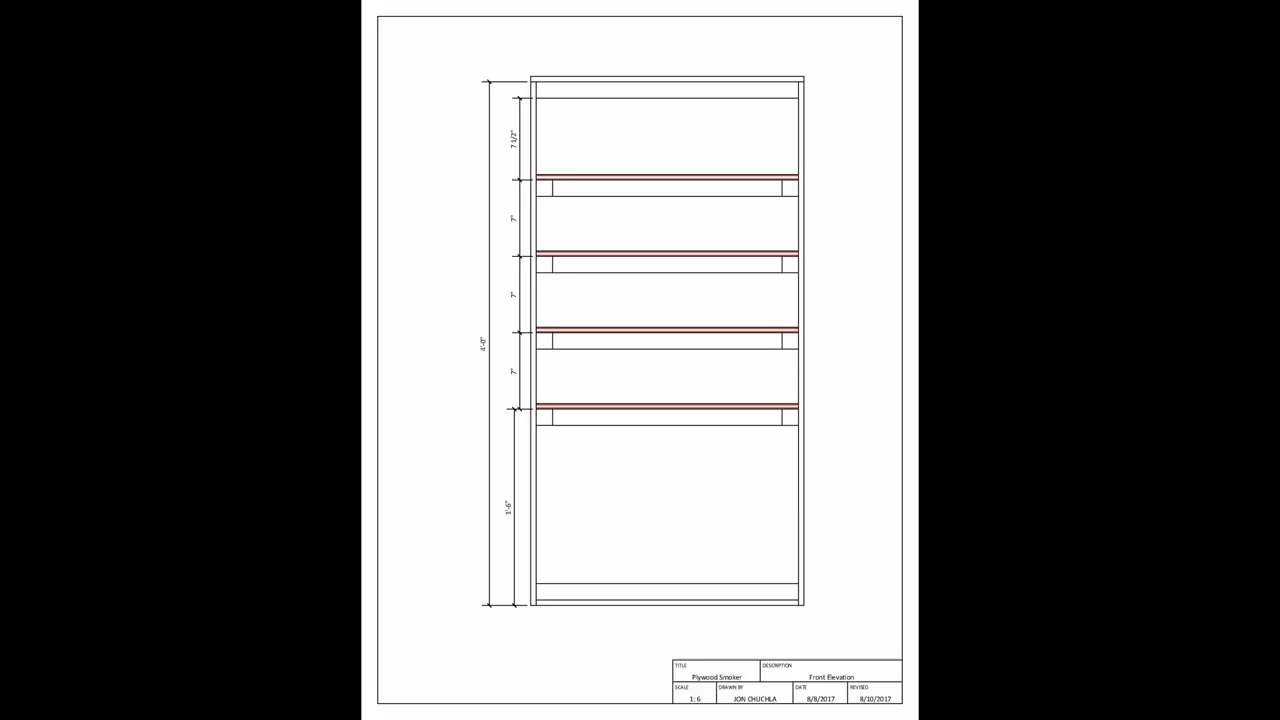 7 1/2"
7"
7"
4'-0"
7"
1'-6"
TITLE
DESCRIPTION
Plywood Smoker
Front Elevation
SCALE
DRAWN BY
DATE
REVISED
1: 6
JON CHUCHLA
8/8/2017
8/10/2017